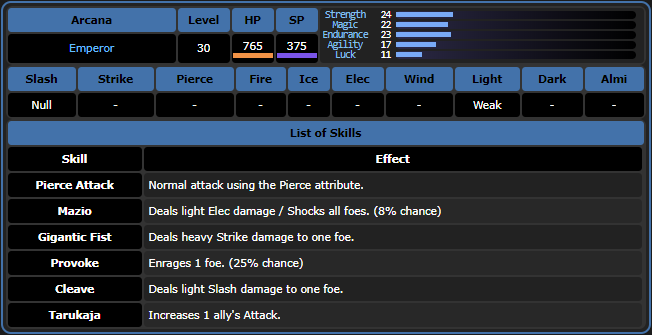 Arcana Level HP SP
Emperor 30 765 375
Strength 24
Magic 22
Endurance 23
Agility 17
Luck 11
Slash Strike Pierce Fire Ice Elec Wind Light Dark Almi
Null - - - - - - Weak - -
List of Skills
Skill Effect
Pierce Attack Normal attack using the Pierce attribute.
Mazio Deals light Elec damage / Shocks all foes. (8% chance)
Gigantic Fist Deals heavy Strike damage to one foe.
Provoke Enrages 1 foe. (25% chance)
Cleave Deals light Slash damage to one foe.
Tarukaja Increases 1 ally's Attack.